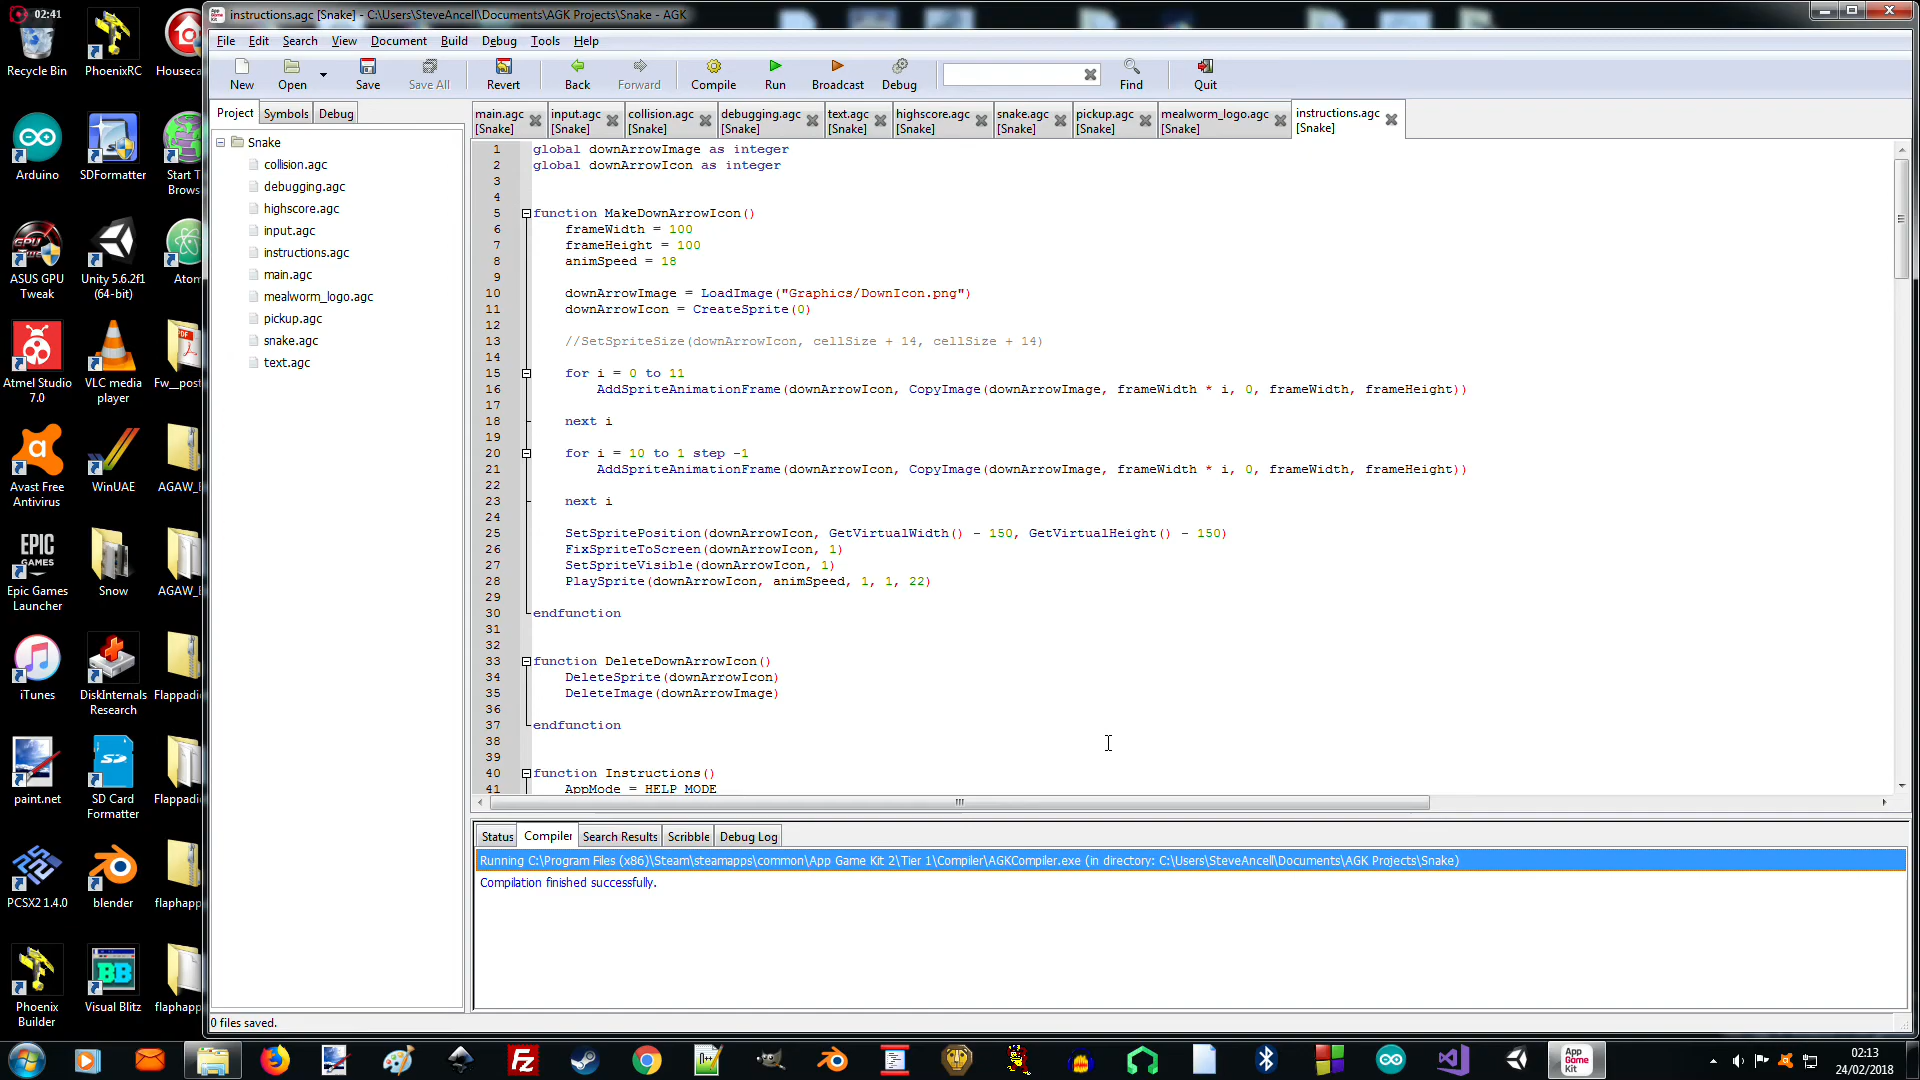 02:41
Recycle Bin
PhoenixRC
Houseca
Arduino
SDFormatter
Start T
Brows
ASUS GPU
Tweak
Unity 5.6.2f1
(64-bit)
Atom
Atmel Studio
7.0
VLC media
player
Fw__post
Avast Free
Antivirus
WinUAE
AGAW_E
EPIC
GAMES
Epic Games
Launcher
Snow
AGAW_E
iTunes
DiskInternals
Research
Flappadi
paint.net
SD Card
Formatter
Flappadi
PCSX2 1.4.0
blender
flaphapp
Phoenix
Builder
Visual Blitz
flaphapp
instructions.agc [Snake] - C:\Users\SteveAncell\Documents\AGK Projects\Snake - AGK
File Edit Search View Document Build Debug Tools Help
New Open Save Save All Revert Back Forward Compile Run Broadcast Debug Find Quit
Project Symbols Debug
Snake
collision.agc
debugging.agc
highscore.agc
input.agc
instructions.agc
main.agc
mealworm_logo.agc
pickup.agc
snake.agc
text.agc
main.agc [Snake] input.agc [Snake] collision.agc [Snake] debugging.agc [Snake] text.agc [Snake] highscore.agc [Snake] snake.agc [Snake] pickup.agc [Snake] mealworm_logo.agc [Snake] instructions.agc [Snake]
1 global downArrowImage as integer
2 global downArrowIcon as integer
3
4
5 function MakeDownArrowIcon()
6 frameWidth = 100
7 frameHeight = 100
8 animSpeed = 18
9
10 downArrowImage = LoadImage("Graphics/DownIcon.png")
11 downArrowIcon = CreateSprite(0)
12
13 //SetSpriteSize(downArrowIcon, cellSize + 14, cellSize + 14)
14
15 for i = 0 to 11
16 AddSpriteAnimationFrame(downArrowIcon, CopyImage(downArrowImage, frameWidth * i, 0, frameWidth, frameHeight))
17
18 next i
19
20 for i = 10 to 1 step -1
21 AddSpriteAnimationFrame(downArrowIcon, CopyImage(downArrowImage, frameWidth * i, 0, frameWidth, frameHeight))
22
23 next i
24
25 SetSpritePosition(downArrowIcon, GetVirtualWidth() - 150, GetVirtualHeight() - 150)
26 FixSpriteToScreen(downArrowIcon, 1)
27 SetSpriteVisible(downArrowIcon, 1)
28 PlaySprite(downArrowIcon, animSpeed, 1, 1, 22)
29
30 endfunction
31
32
33 function DeleteDownArrowIcon()
34 DeleteSprite(downArrowIcon)
35 DeleteImage(downArrowImage)
36
37 endfunction
38
39
40 function Instructions()
41 AppMode = HELP_MODE
Status Compiler Search Results Scribble Debug Log
Running C:\Program Files (x86)\Steam\steamapps\common\App Game Kit 2\Tier 1\Compiler\AGKCompiler.exe (in directory: C:\Users\SteveAncell\Documents\AGK Projects\Snake)
Compilation finished successfully.
0 files saved.
App
Game
Kit
02:13
24/02/2018